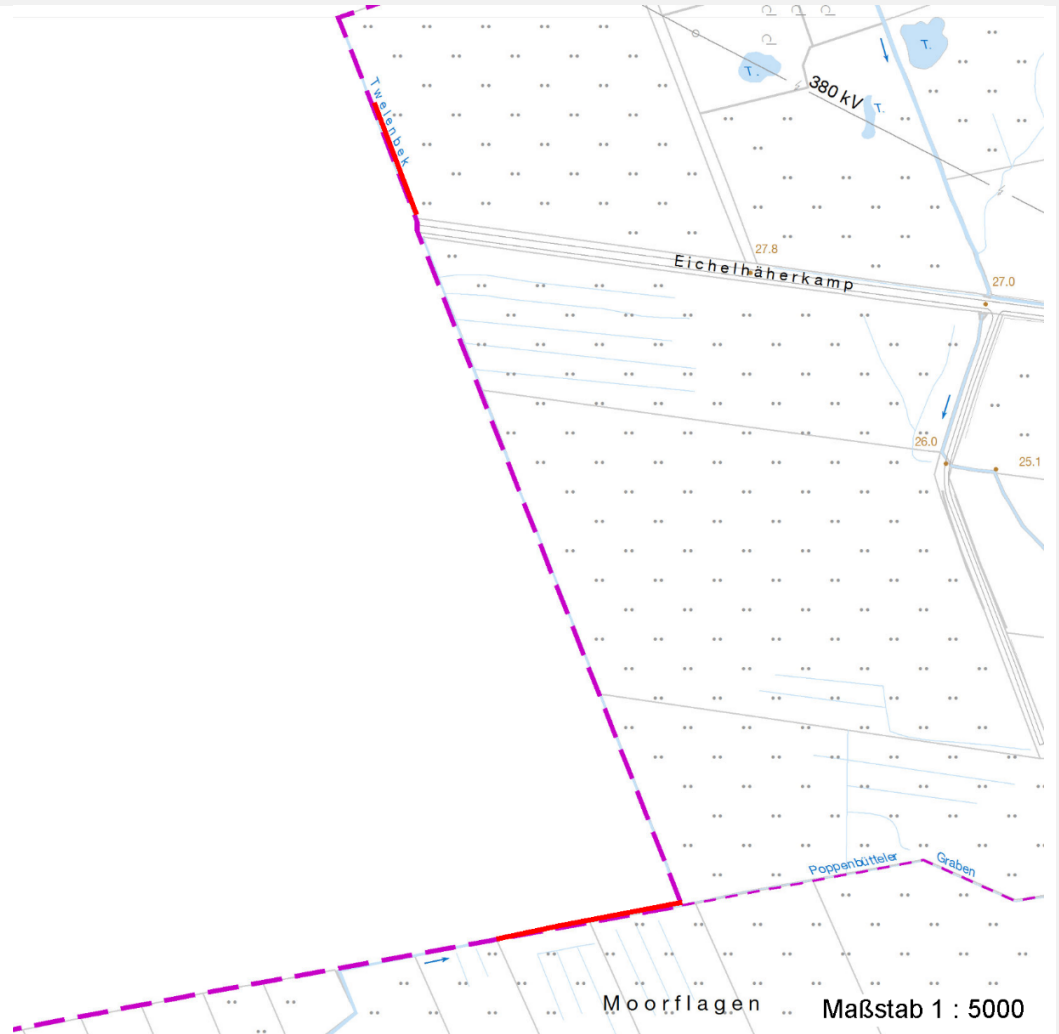 T.
T.
380 kV
T.
Twelenbek
27.8
Eichelhäherkamp
27.0
26.0
25.1
Poppenbütteler
Graben
Moorflagen
Maßstab 1 : 5000